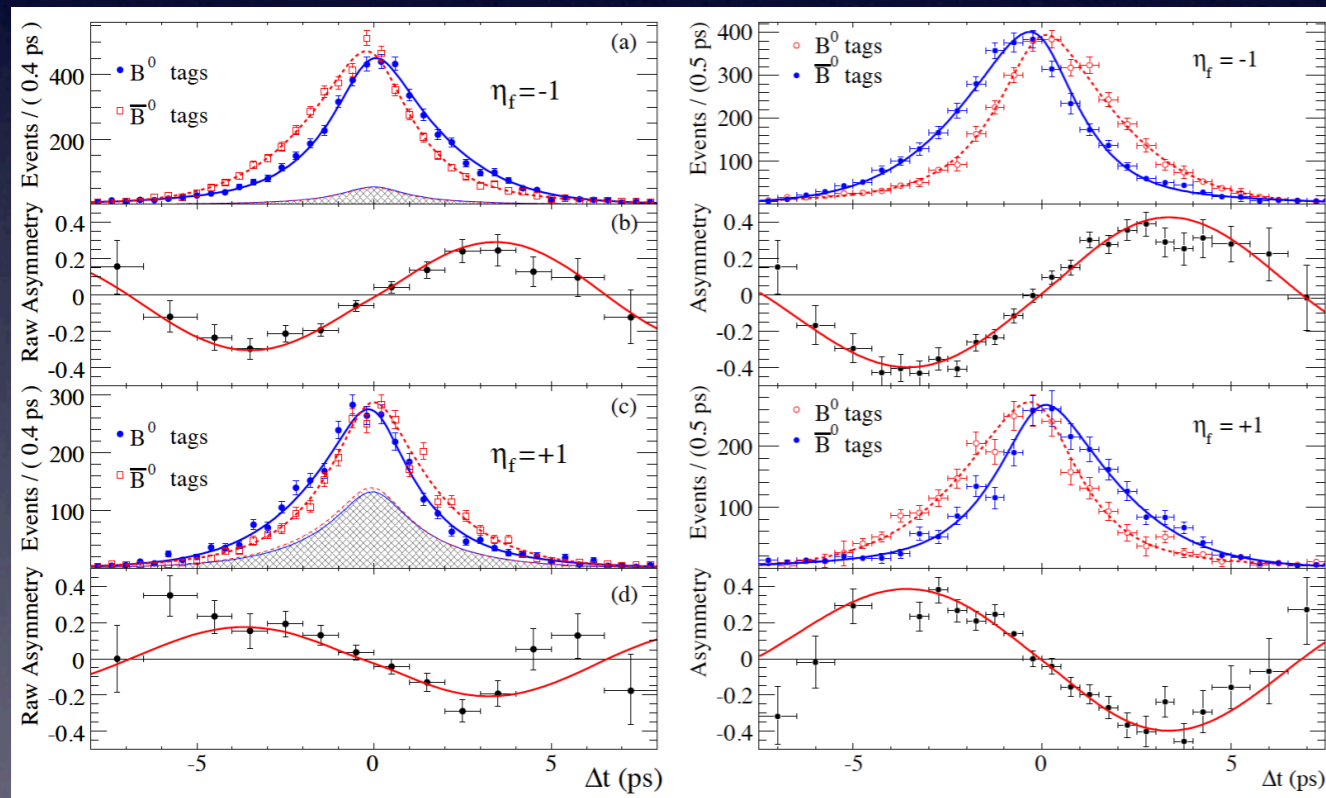 Events / ( 0.4 ps )
400
200
B⁰ tags
B̅⁰ tags
η_f=-1
(a)
Raw Asymmetry
0.4
0.2
0
-0.2
-0.4
(b)
Events / ( 0.4 ps )
300
200
100
B⁰ tags
B̅⁰ tags
η_f=+1
(c)
Raw Asymmetry
0.4
0.2
0
-0.2
-0.4
(d)
-5
0
5
Δt (ps)
Events / (0.5 ps)
400
300
200
100
B⁰ tags
B̅⁰ tags
η_f = -1
Asymmetry
0.4
0.2
0
-0.2
-0.4
Events / (0.5 ps)
200
100
B⁰ tags
B̅⁰ tags
η_f = +1
Asymmetry
0.4
0.2
0
-0.2
-0.4
-5
0
5
Δt (ps)